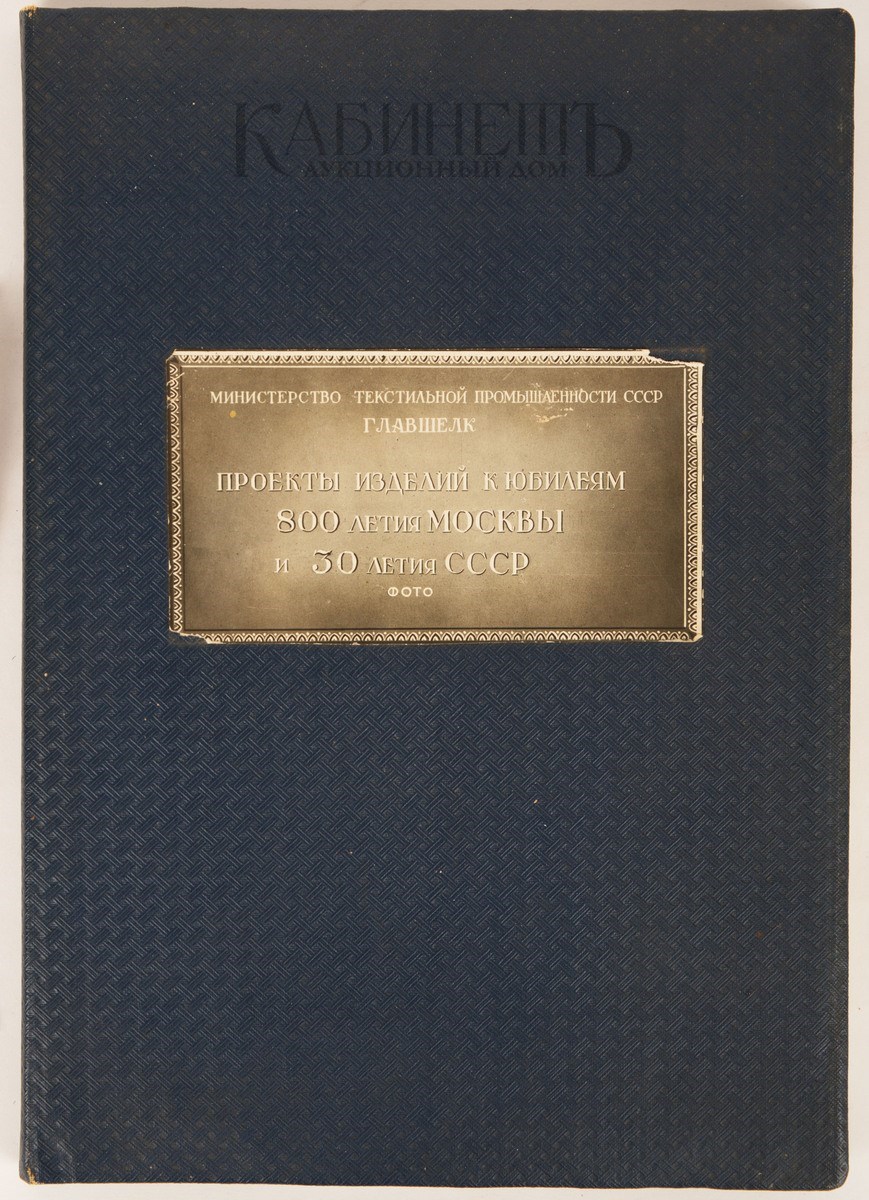 КАБИНЕТЪ
АУКЦИОННЫЙ ДОМ
МИНИСТЕРСТВО ТЕКСТИЛЬНОЙ ПРОМЫШЛЕННОСТИ СССР
ГЛАВШЕЛК
ПРОЕКТЫ ИЗДЕЛИЙ К ЮБИЛЕЯМ
800 ЛЕТИЯ МОСКВЫ
И 30 ЛЕТИЯ СССР
ФОТО